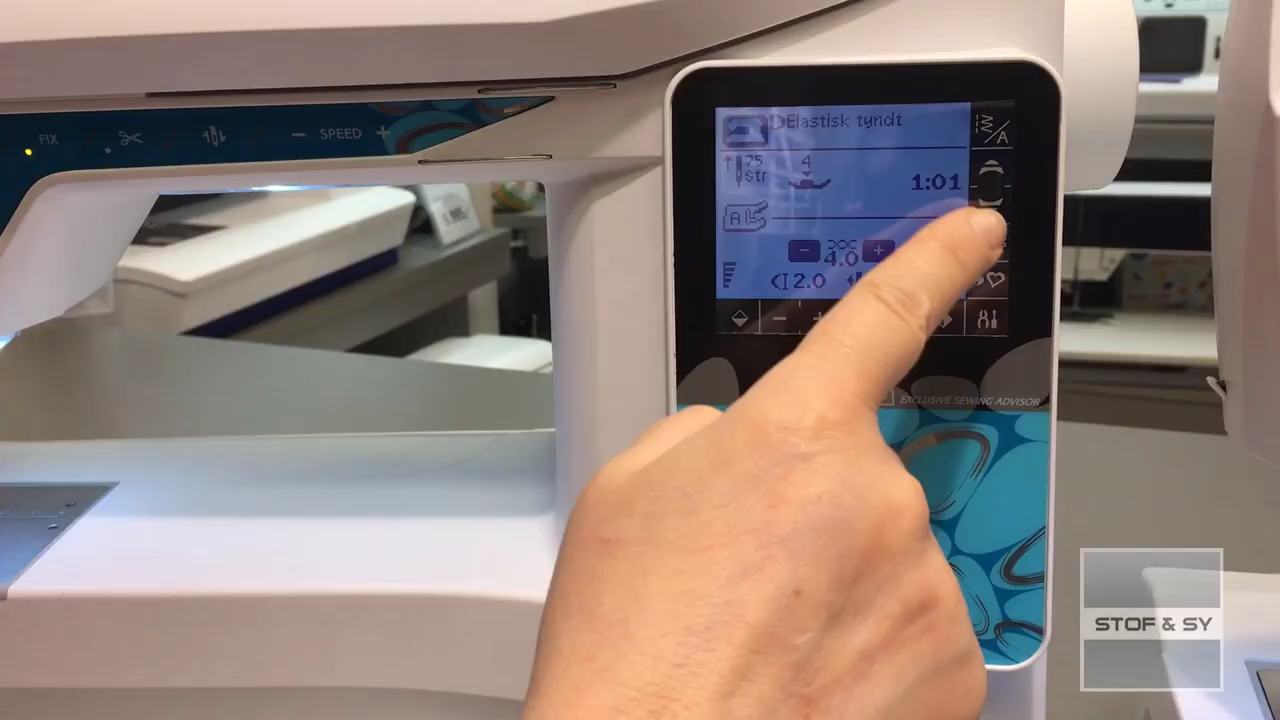 FIX
− SPEED +
Elastisk tyndt
75
str
4
1:01
A
− 4.0 +
2.0
− +
/A
EXCLUSIVE SEWING ADVISOR
STOF & SY